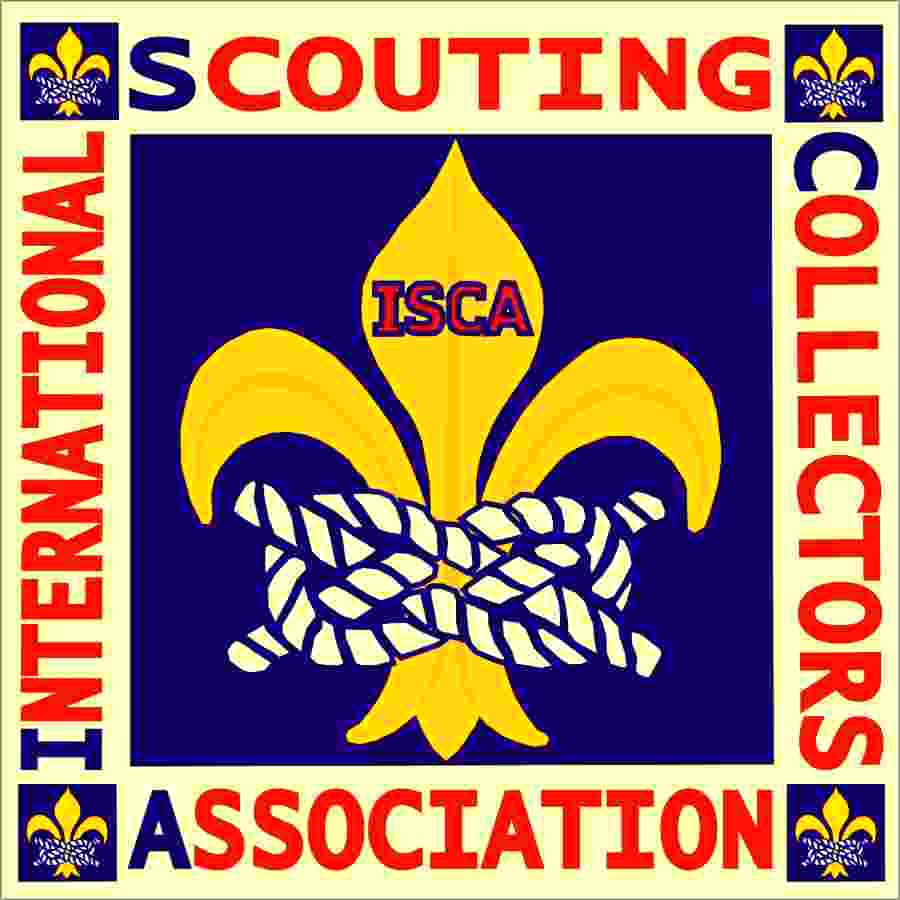 INTERNATIONAL
SCOUTING
COLLECTORS
ASSOCIATION
ISCA